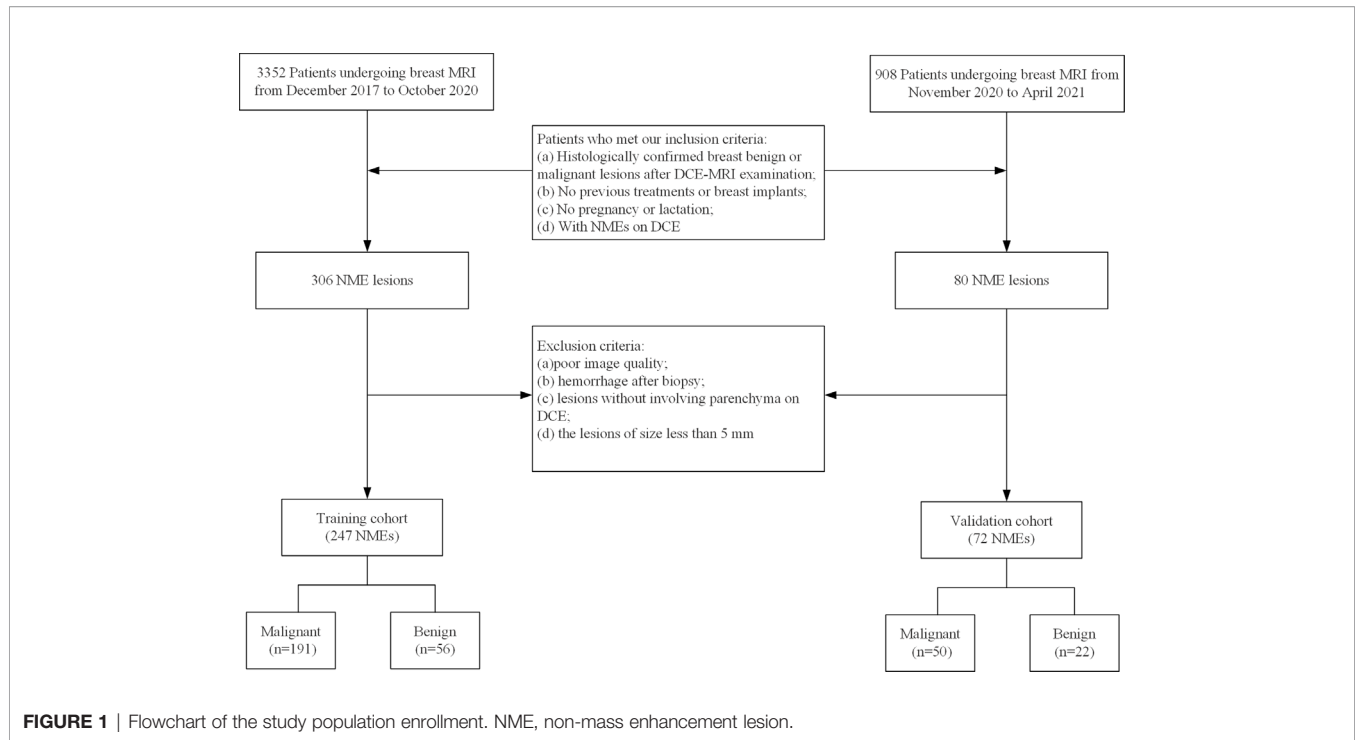 3352 Patients undergoing breast MRI
from December 2017 to October 2020
908 Patients undergoing breast MRI from
November 2020 to April 2021
Patients who met our inclusion criteria:
(a) Histologically confirmed breast benign or
malignant lesions after DCE-MRI examination;
(b) No previous treatments or breast implants;
(c) No pregnancy or lactation;
(d) With NMEs on DCE
306 NME lesions
80 NME lesions
Exclusion criteria:
(a)poor image quality;
(b) hemorrhage after biopsy;
(c) lesions without involving parenchyma on
DCE;
(d) the lesions of size less than 5 mm
Training cohort
(247 NMEs)
Validation cohort
(72 NMEs)
Malignant
(n=191)
Benign
(n=56)
Malignant
(n=50)
Benign
(n=22)
FIGURE 1 | Flowchart of the study population enrollment. NME, non-mass enhancement lesion.